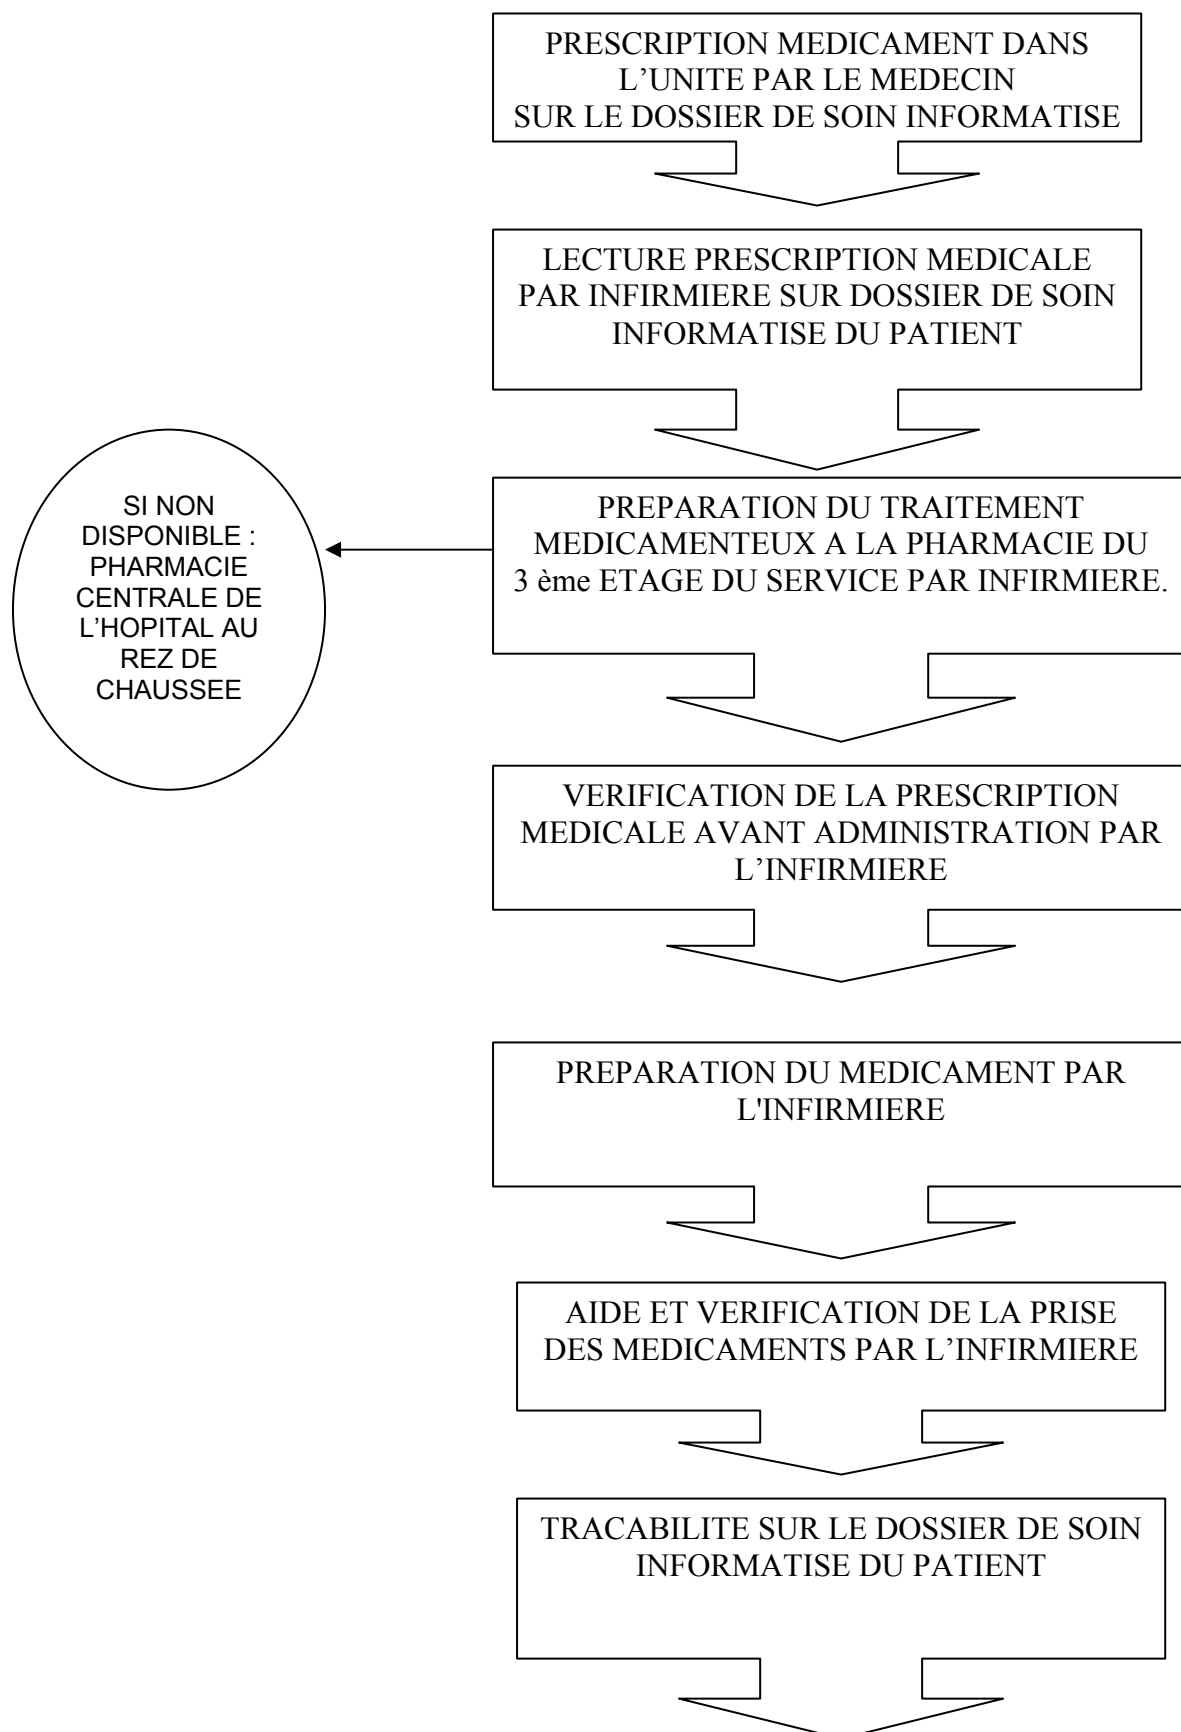 PRESCRIPTION MEDICAMENT DANS
L’UNITE PAR LE MEDECIN
SUR LE DOSSIER DE SOIN INFORMATISE
LECTURE PRESCRIPTION MEDICALE
PAR INFIRMIERE SUR DOSSIER DE SOIN
INFORMATISE DU PATIENT
SI NON
DISPONIBLE :
PHARMACIE
CENTRALE DE
L’HOPITAL AU
REZ DE
CHAUSSEE
PREPARATION DU TRAITEMENT
MEDICAMENTEUX A LA PHARMACIE DU
3 ème ETAGE DU SERVICE PAR INFIRMIERE.
VERIFICATION DE LA PRESCRIPTION
MEDICALE AVANT ADMINISTRATION PAR
L’INFIRMIERE
PREPARATION DU MEDICAMENT PAR
L'INFIRMIERE
AIDE ET VERIFICATION DE LA PRISE
DES MEDICAMENTS PAR L’INFIRMIERE
TRACABILITE SUR LE DOSSIER DE SOIN
INFORMATISE DU PATIENT